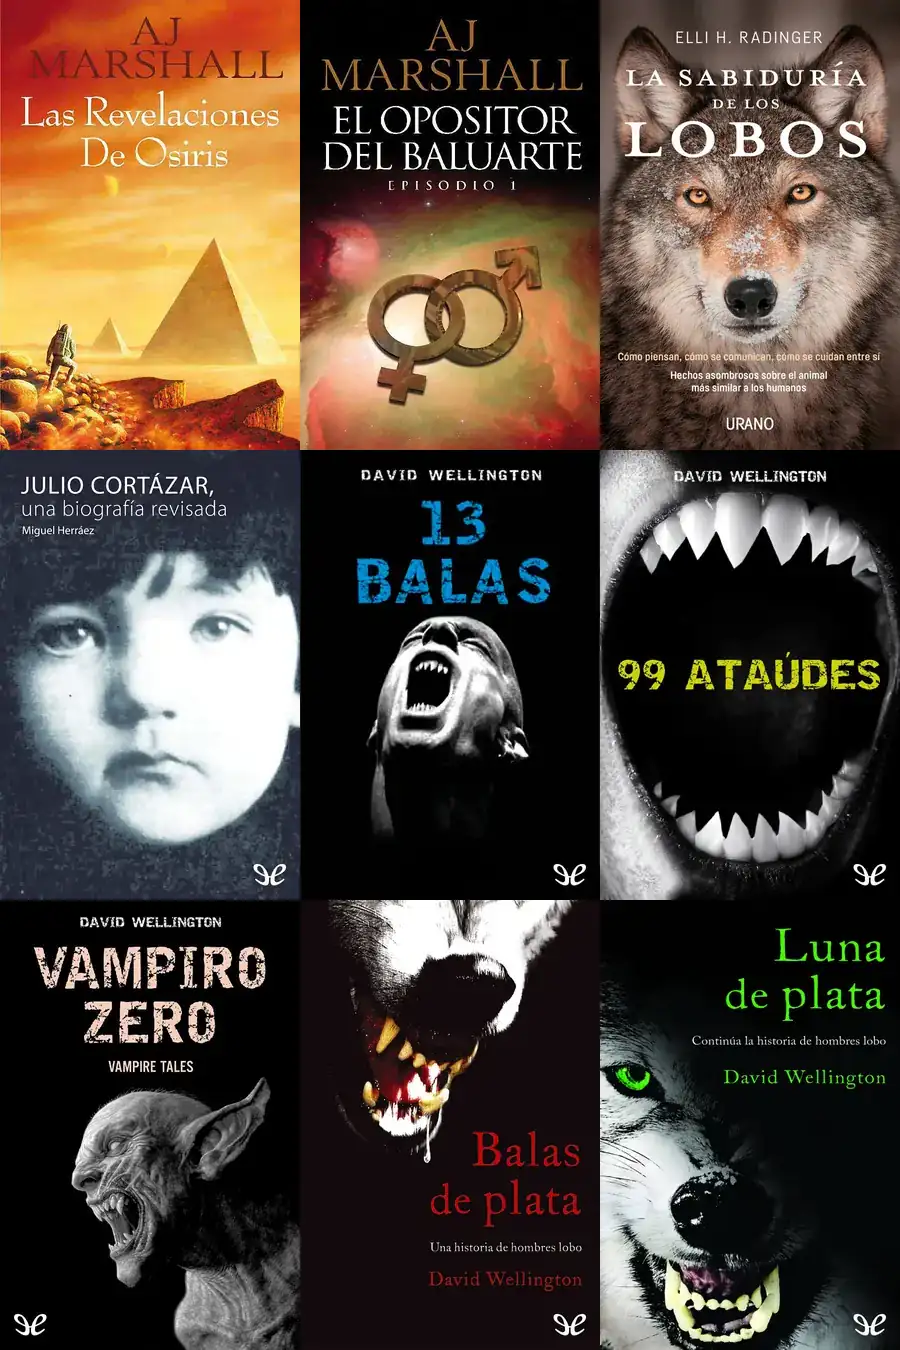 AJ
MARSHALL
Las Revelaciones
De Osiris
AJ
MARSHALL
EL OPOSITOR
DEL BALUARTE
EPISODIO 1
ELLI H. RADINGER
LA SABIDURÍA
DE LOS
LOBOS
Cómo piensan, cómo se comunican, cómo se cuidan entre sí
Hechos asombrosos sobre el animal
más similar a los humanos
URANO
JULIO CORTÁZAR,
una biografía revisada
Miguel Herráez
DAVID WELLINGTON
13
BALAS
DAVID WELLINGTON
99 ATAÚDES
DAVID WELLINGTON
VAMPIRO
ZERO
VAMPIRE TALES
Balas
de plata
Una historia de hombres lobo
David Wellington
Luna
de plata
Continúa la historia de hombres lobo
David Wellington